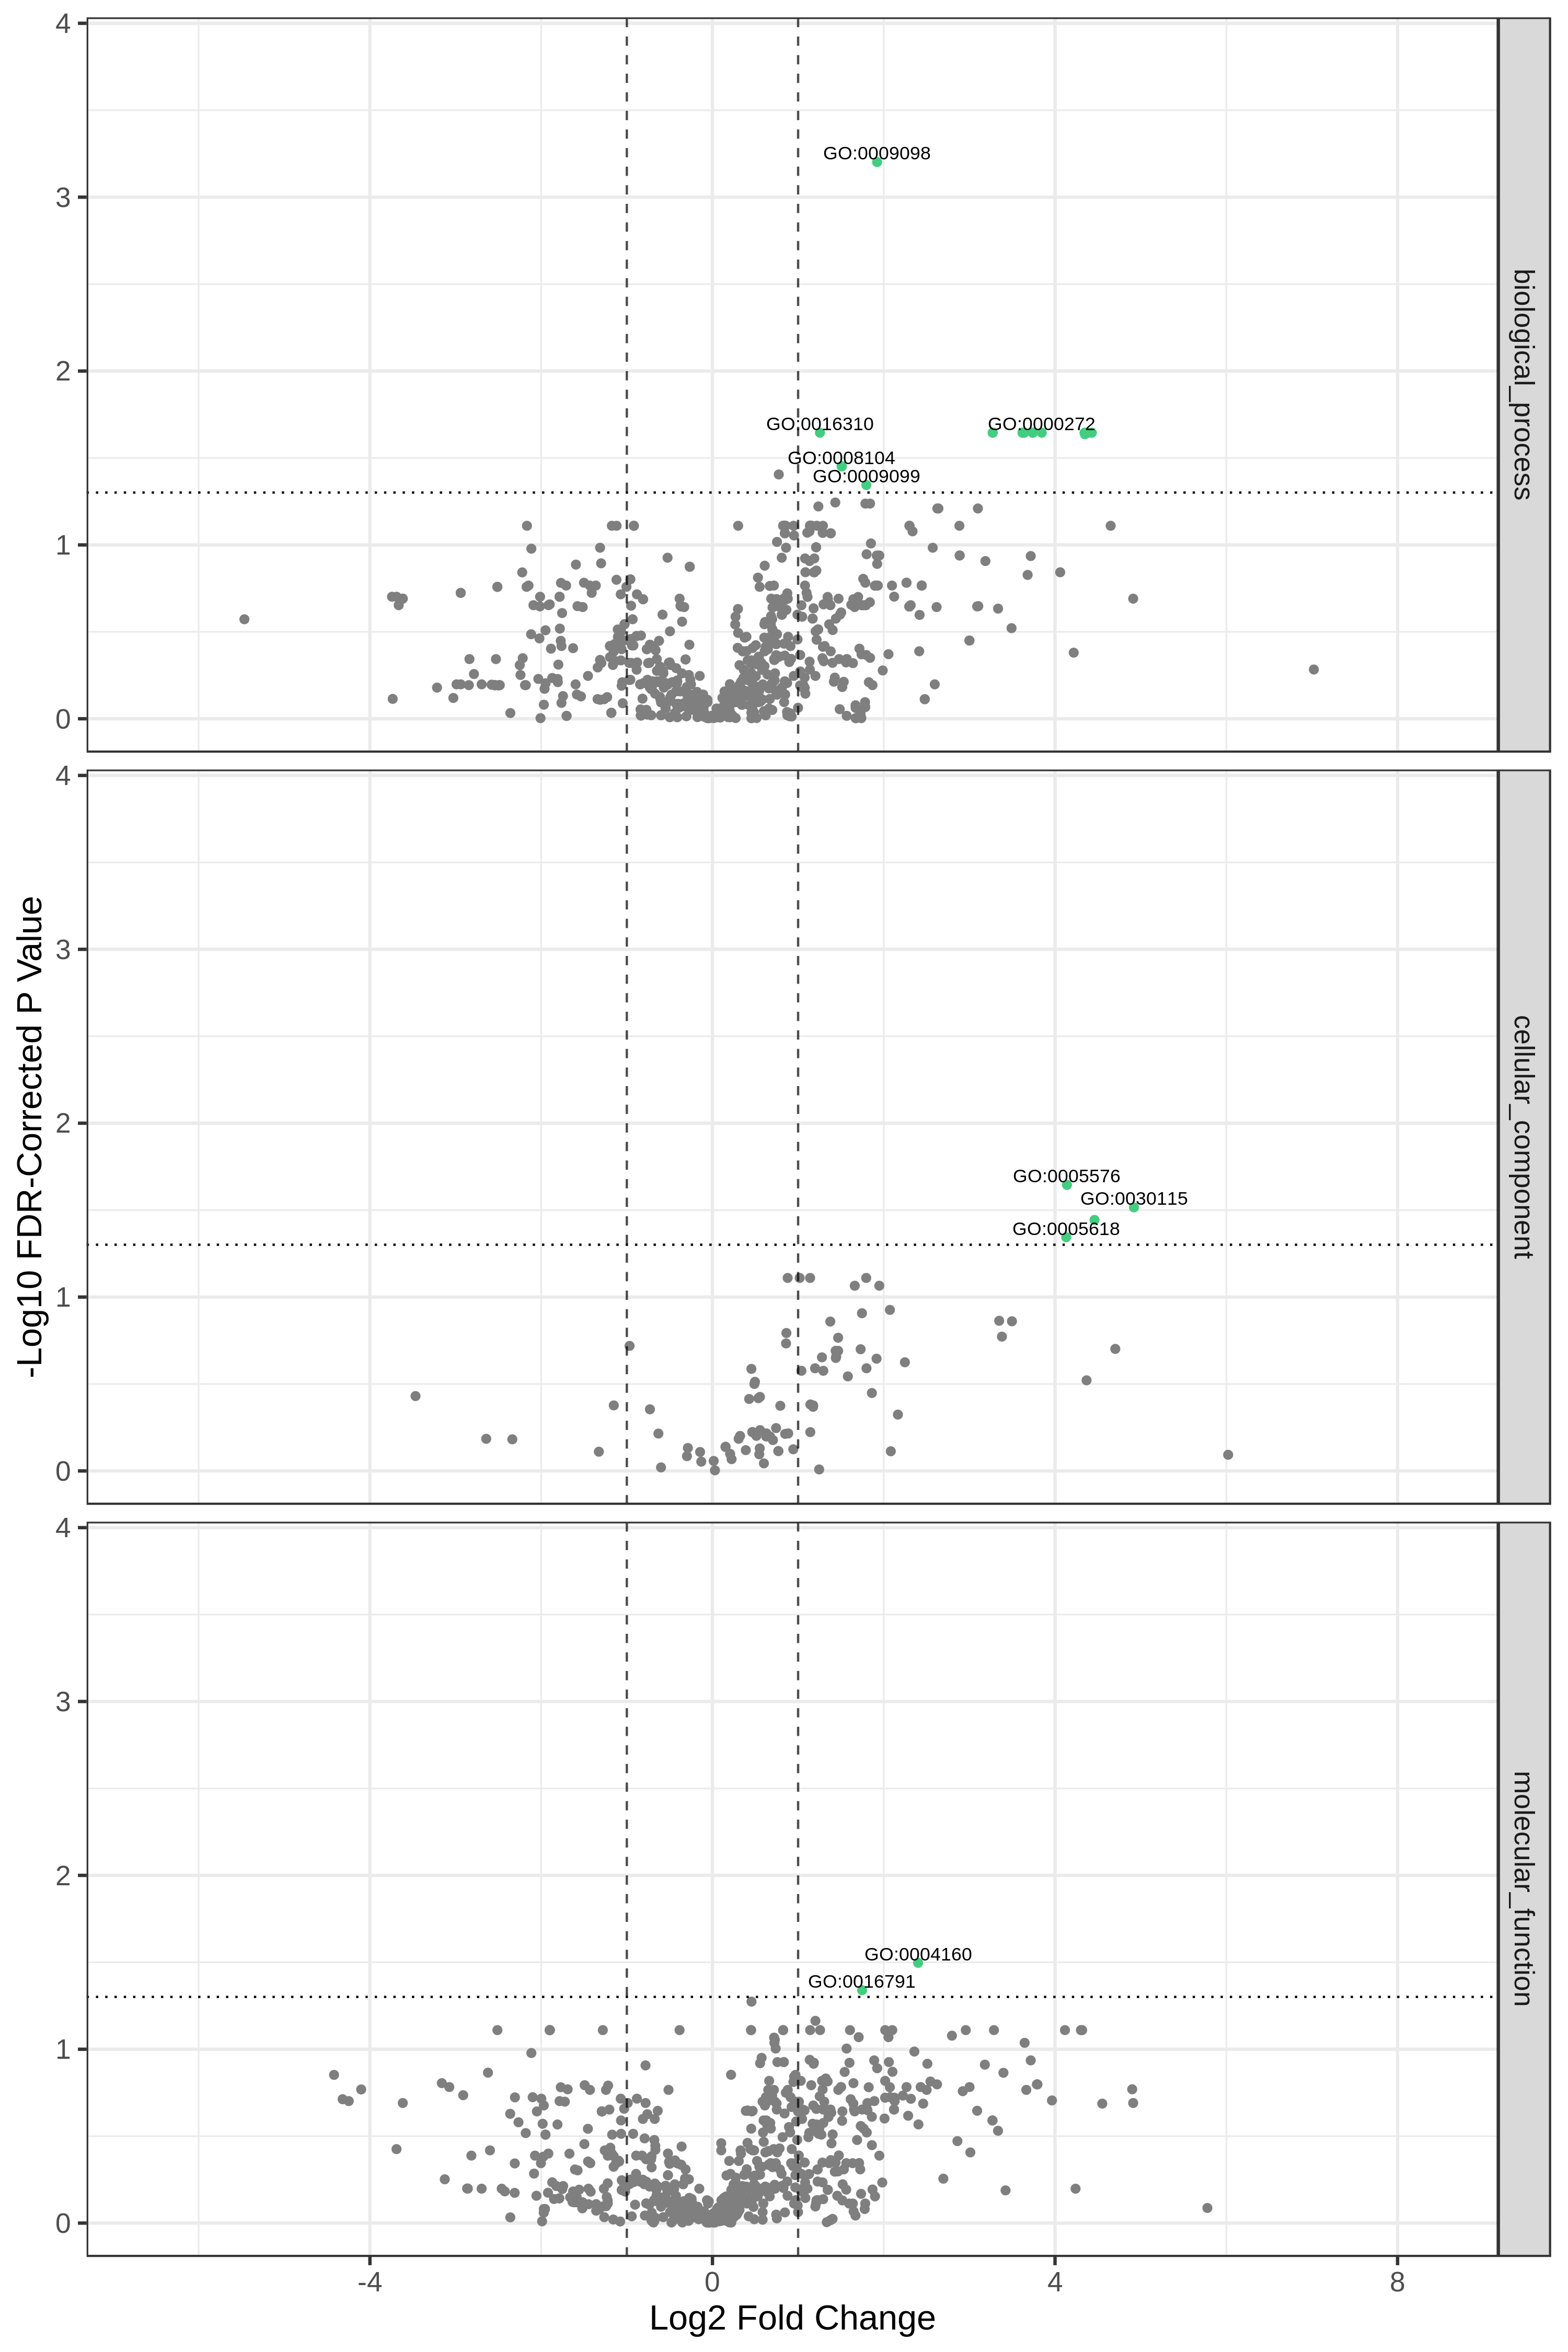 4
3
2
1
0
GO:0009098
GO:0016310
GO:0000272
GO:0008104
GO:0009099
biological_process
-Log10 FDR-Corrected P Value
4
3
2
1
0
GO:0005576
GO:0030115
GO:0005618
cellular_component
4
3
2
1
0
GO:0004160
GO:0016791
molecular_function
-4
0
4
8
Log2 Fold Change